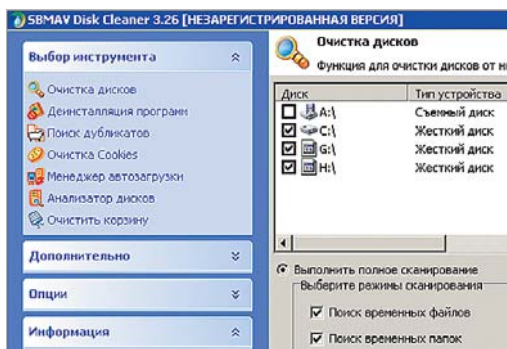 SBMAV Disk Cleaner 3.26 [НЕЗАРЕГИСТРИРОВАННАЯ ВЕРСИЯ]
Выбор инструмента
Очистка дисков
Деинсталляция программ
Поиск дубликатов
Очистка Cookies
Менеджер автозагрузки
Анализатор дисков
Очистить корзину
Дополнительно
Опции
Информация
Очистка дисков
Функция для очистки дисков от
Диск Тип устройства
A:\ Съемный диск
C:\ Жесткий диск
G:\ Жесткий диск
H:\ Жесткий диск
Выполнить полное сканирование
Выберите режимы сканирования
Поиск временных файлов
Поиск временных папок